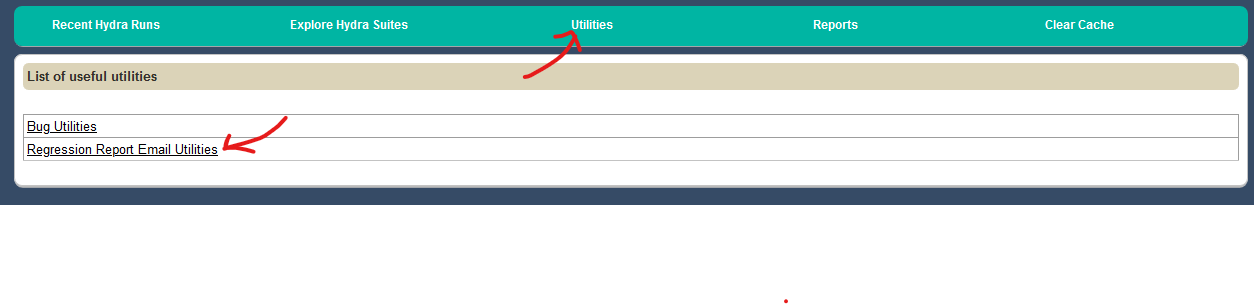 Recent Hydra Runs Explore Hydra Suites Utilities Reports Clear Cache
List of useful utilities
Bug Utilities
Regression Report Email Utilities